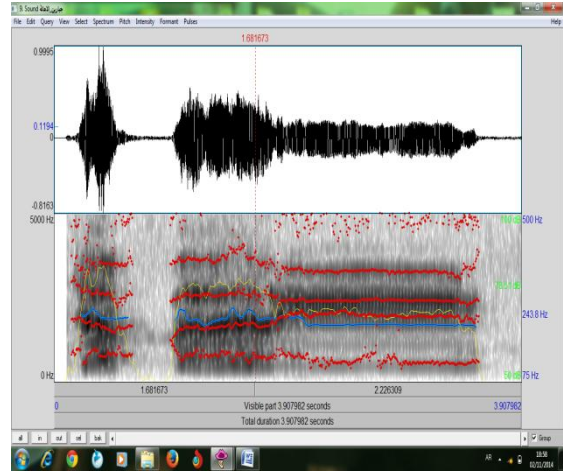 File Edit Query View Select Spectrum Pitch Intensity Formant Pulses Help
1.681673
0.9995
0.1194
0
-0.8163
5000 Hz
500 Hz
243.8 Hz
0 Hz
75 Hz
1.681673 2.226309
0 Visible part 3.907982 seconds 3.907982
Total duration 3.907982 seconds
all in out sel bak Group
AR 10:58
02/11/2014